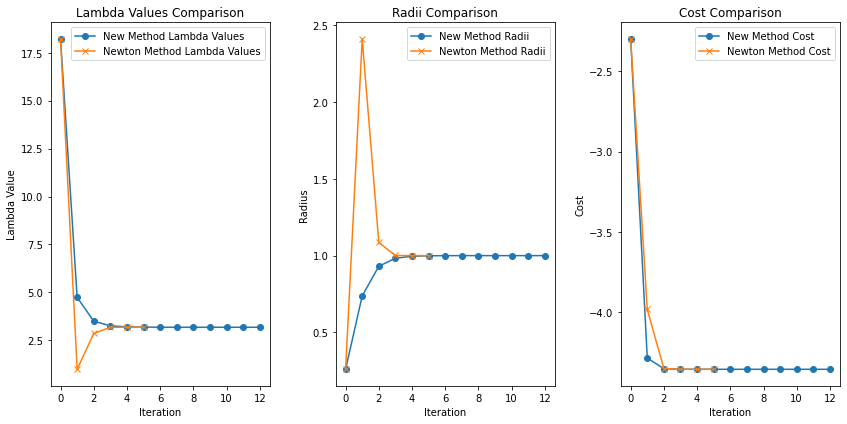 Lambda Values Comparison
New Method Lambda Values
Newton Method Lambda Values
17.5
15.0
12.5
10.0
7.5
5.0
2.5
Lambda Value
0 2 4 6 8 10 12
Iteration
Radii Comparison
New Method Radii
Newton Method Radii
2.5
2.0
1.5
1.0
0.5
Radius
0 2 4 6 8 10 12
Iteration
Cost Comparison
New Method Cost
Newton Method Cost
−2.5
−3.0
−3.5
−4.0
Cost
0 2 4 6 8 10 12
Iteration